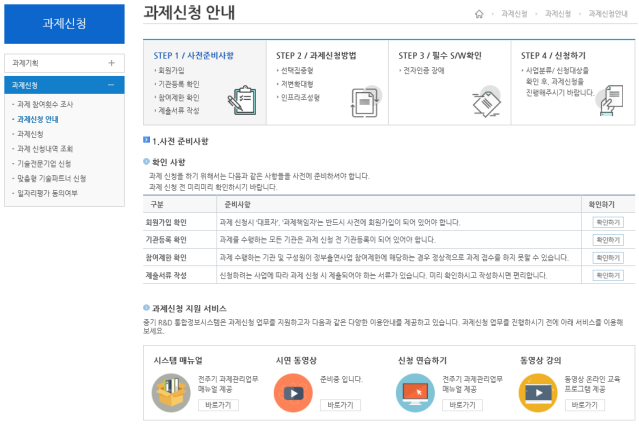 과제신청
과제기획
과제신청
과제 참여횟수 조사
과제신청 안내
과제신청
과제 신청내역 조회
기술전문기업 신청
맞춤형 기술파트너 신청
일자리평가 동의여부
과제신청 안내
과제신청 > 과제신청 > 과제신청안내
STEP 1 / 사전준비사항
회원가입
기관등록 확인
참여제한 확인
제출서류 작성
STEP 2 / 과제신청방법
선택집중형
저변확대형
인프라조성형
STEP 3 / 필수 S/W확인
전자인증 장애
STEP 4 / 신청하기
사업분류/ 신청대상을
확인 후, 과제신청을
진행해주시기 바랍니다.
1.사전 준비사항
확인 사항
과제 신청을 하기 위해서는 다음과 같은 사항들을 사전에 준비하셔야 합니다.
과제 신청 전 미리미리 확인하시기 바랍니다.
구분 준비사항 확인하기
회원가입 확인 과제 신청시 '대표자', '과제책임자'는 반드시 사전에 회원가입이 되어 있어야 합니다. 확인하기
기관등록 확인 과제를 수행하는 모든 기관은 과제 신청 전 기관등록이 되어 있어야 합니다. 확인하기
참여제한 확인 과제 수행하는 기관 및 구성원이 정부출연사업 참여제한에 해당하는 경우 정상적으로 과제 접수를 하지 못할 수 있습니다. 확인하기
제출서류 작성 신청하려는 사업에 따라 과제 신청 시 제출되어야 하는 서류가 있습니다. 미리 확인하시고 작성하시면 편리합니다. 확인하기
과제신청 지원 서비스
중기 R&D 통합정보시스템은 과제신청 업무를 지원하고자 다음과 같은 다양한 이용안내를 제공하고 있습니다. 과제신청 업무를 진행하시기 전에 아래 서비스를 이용해
보세요.
시스템 매뉴얼
전주기 과제관리업무
매뉴얼 제공
바로가기
시연 동영상
준비중 입니다.
바로가기
신청 연습하기
전주기 과제관리업무
매뉴얼 제공
바로가기
동영상 강의
동영상 온라인 교육
프로그램 제공
바로가기